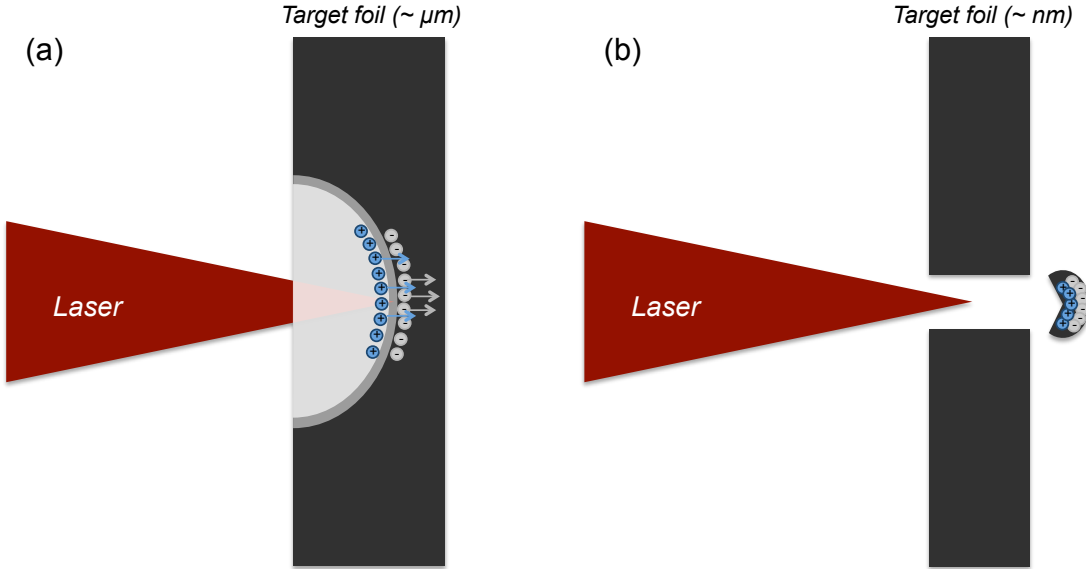 Target foil (~ μm)
(a)
Laser
+ + + + + + + +
- - - - - - - -
Target foil (~ nm)
(b)
Laser
+ + + + +
- - - - -